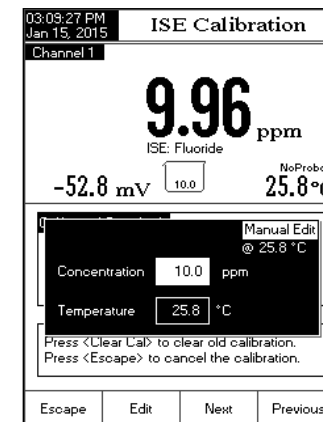 03:09:27 PM
Jan 15, 2015
ISE Calibration
Channel 1
9.96 ppm
ISE: Fluoride
-52.8 mV
10.0
NoProbe
25.8°
Manual Edit
@ 25.8 °C
Concentration 10.0 ppm
Temperature 25.8 °C
Press <Clear Cal> to clear old calibration.
Press <Escape> to cancel the calibration.
Escape Edit Next Previous